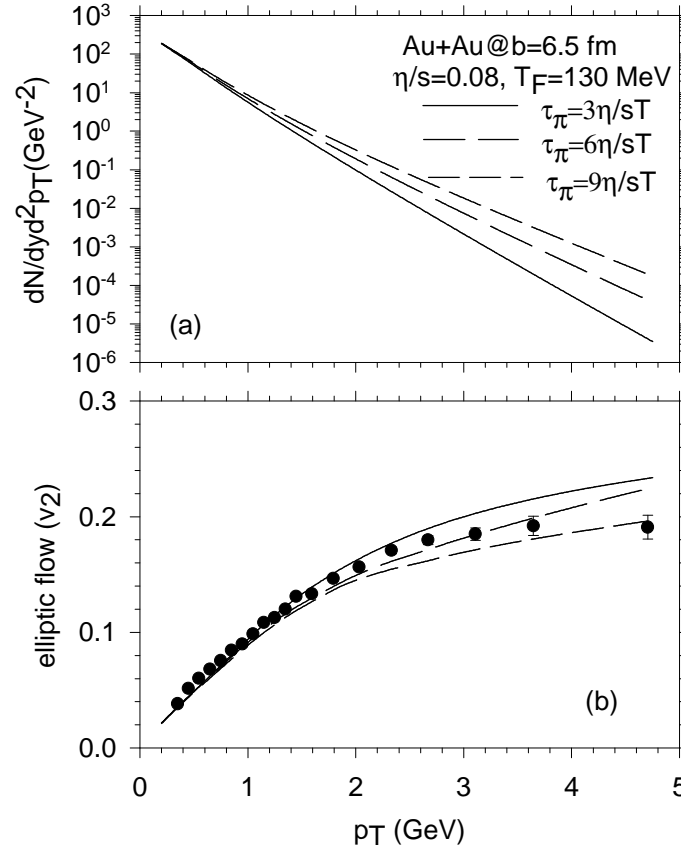 10³
10²
10¹
10⁰
10⁻¹
10⁻²
10⁻³
10⁻⁴
10⁻⁵
10⁻⁶
dN/dyd²pT(GeV⁻²)
Au+Au@b=6.5 fm
η/s=0.08, TF=130 MeV
τπ=3η/sT
τπ=6η/sT
τπ=9η/sT
(a)
0.3
0.2
0.1
0.0
elliptic flow (v₂)
(b)
0 1 2 3 4 5
pT (GeV)